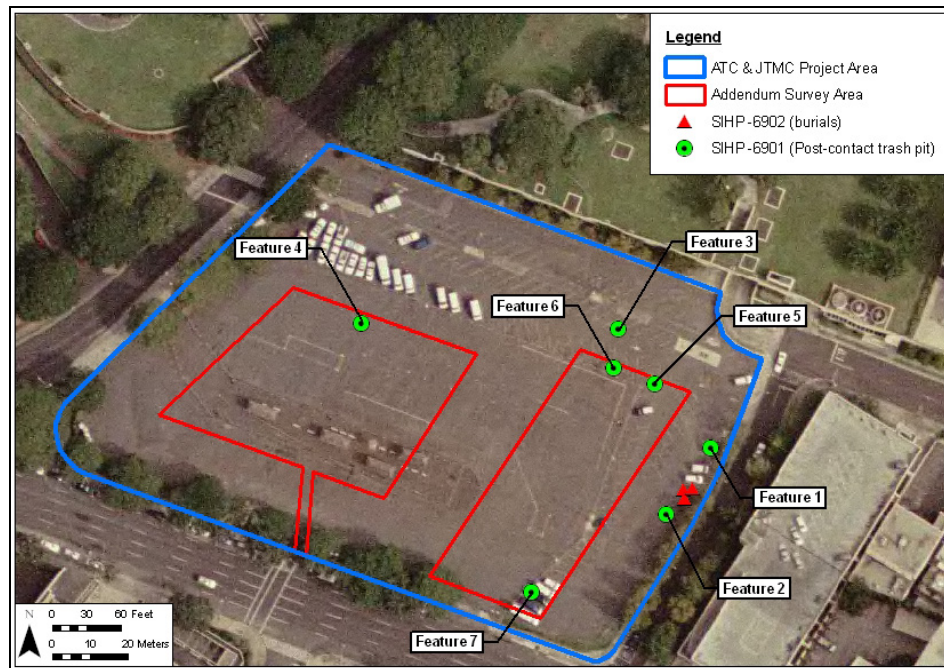 Legend
ATC & JTMC Project Area
Addendum Survey Area
SIHP-6902 (burials)
SIHP-6901 (Post-contact trash pit)
Feature 3
Feature 4
Feature 6
Feature 5
Feature 1
Feature 2
Feature 7
N
0 30 60 Feet
0 10 20 Meters